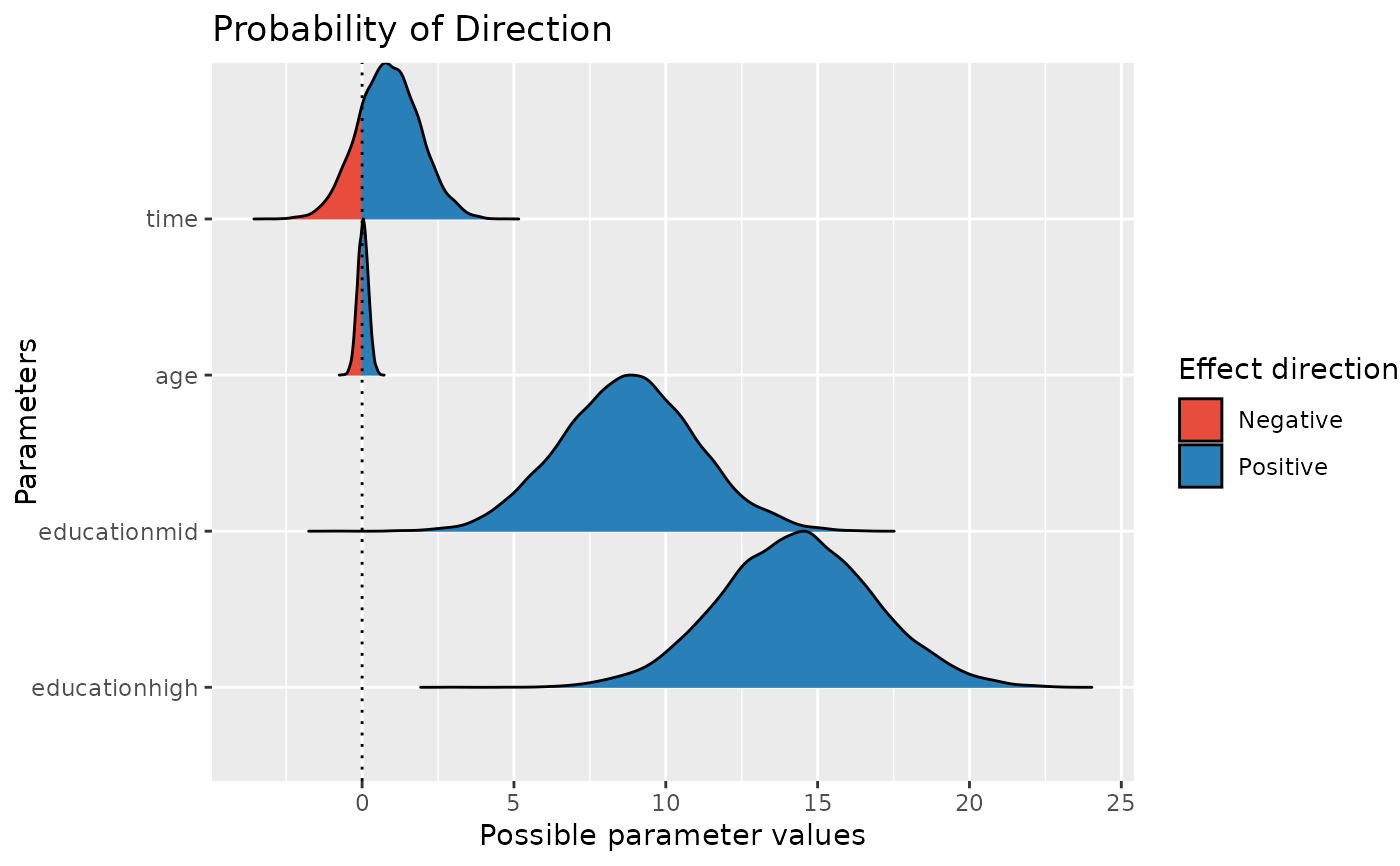 Probability of Direction
Parameters
time
age
educationmid
educationhigh
0 5 10 15 20 25
Possible parameter values
Effect direction
Negative
Positive